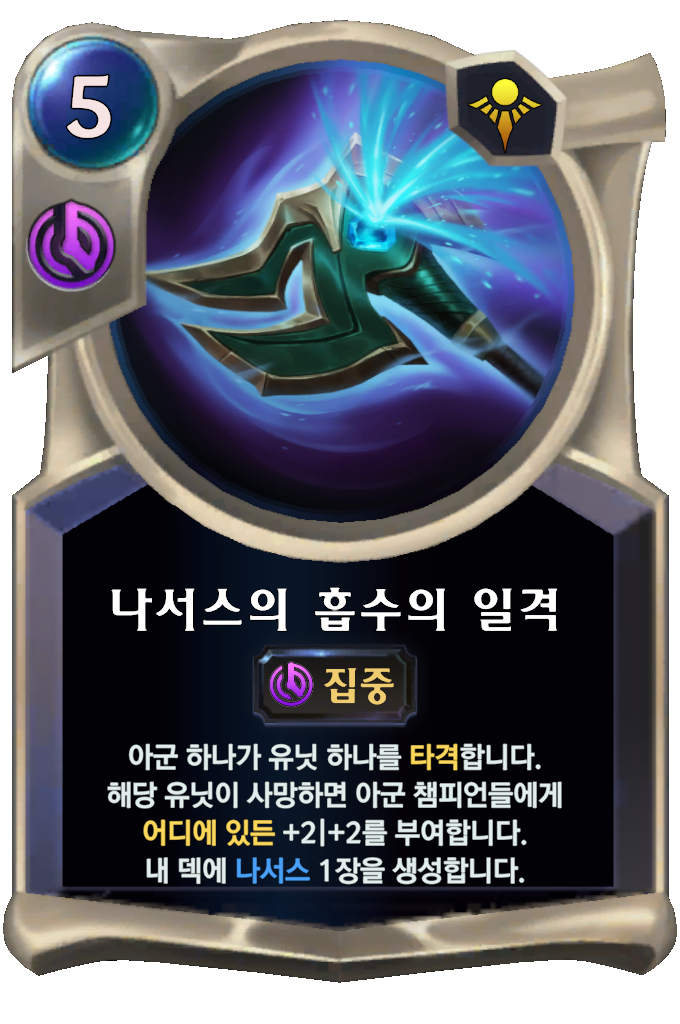 5
나서스의 흡수의 일격
집중
아군 하나가 유닛 하나를 타격합니다.
해당 유닛이 사망하면 아군 챔피언들에게
어디에 있든 +2|+2를 부여합니다.
내 덱에 나서스 1장을 생성합니다.